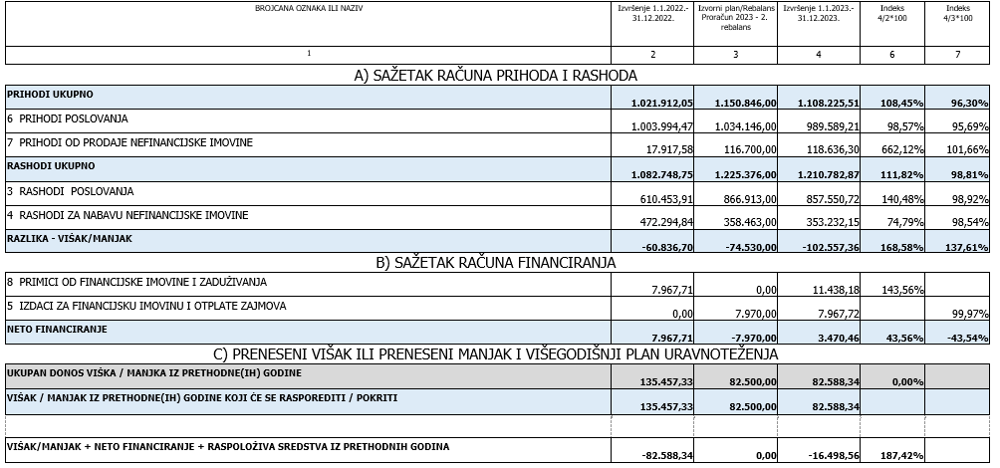 BROJCANA OZNAKA ILI NAZIV Izvršenje 1.1.2022.- Izvorni plan/Rebalans Izvršenje 1.1.2023.- Indeks Indeks
31.12.2022. Proračun 2023 - 2. 31.12.2023. 4/2*100 4/3*100
rebalans
1 2 3 4 6 7
A) SAŽETAK RAČUNA PRIHODA I RASHODA
PRIHODI UKUPNO 1.021.912,05 1.150.846,00 1.108.225,51 108,45% 96,30%
6 PRIHODI POSLOVANJA 1.003.994,47 1.034.146,00 989.589,21 98,57% 95,69%
7 PRIHODI OD PRODAJE NEFINANCIJSKE IMOVINE 17.917,58 116.700,00 118.636,30 662,12% 101,66%
RASHODI UKUPNO 1.082.748,75 1.225.376,00 1.210.782,87 111,82% 98,81%
3 RASHODI POSLOVANJA 610.453,91 866.913,00 857.550,72 140,48% 98,92%
4 RASHODI ZA NABAVU NEFINANCIJSKE IMOVINE 472.294,84 358.463,00 353.232,15 74,79% 98,54%
RAZLIKA - VIŠAK/MANJAK -60.836,70 -74.530,00 -102.557,36 168,58% 137,61%
B) SAŽETAK RAČUNA FINANCIRANJA
8 PRIMICI OD FINANCIJSKE IMOVINE I ZADUŽIVANJA 7.967,71 0,00 11.438,18 143,56%
5 IZDACI ZA FINANCIJSKU IMOVINU I OTPLATE ZAJMOVA 0,00 7.970,00 7.967,72 99,97%
NETO FINANCIRANJE 7.967,71 -7.970,00 3.470,46 43,56% -43,54%
C) PRENESENI VIŠAK ILI PRENESENI MANJAK I VIŠEGODIŠNJI PLAN URAVNOTEŽENJA
UKUPAN DONOS VIŠKA / MANJKA IZ PRETHODNE(IH) GODINE 135.457,33 82.500,00 82.588,34 0,00%
VIŠAK / MANJAK IZ PRETHODNE(IH) GODINE KOJI ĆE SE RASPOREDITI / POKRITI 135.457,33 82.500,00 82.588,34
VIŠAK/MANJAK + NETO FINANCIRANJE + RASPOLOŽIVA SREDSTVA IZ PRETHODNIH GODINA -82.588,34 0,00 -16.498,56 187,42%